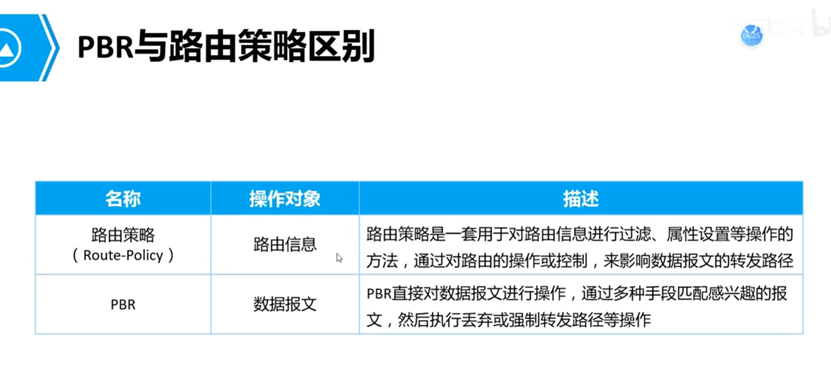 PBR与路由策略区别
名称
操作对象
描述
路由策略
（Route-Policy）
路由信息
路由策略是一套用于对路由信息进行过滤、属性设置等操作的
方法，通过对路由的操作或控制，来影响数据报文的转发路径
PBR
数据报文
PBR直接对数据报文进行操作，通过多种手段匹配感兴趣的报
文，然后执行丢弃或强制转发路径等操作